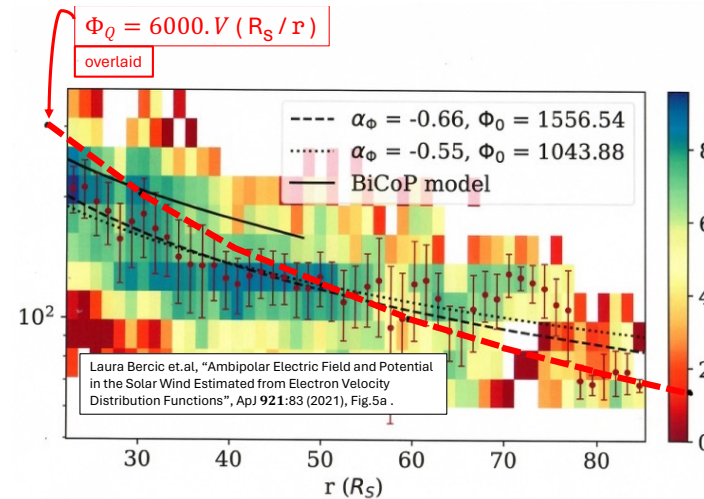 Φ_Q = 6000.V (R_S/r)
overlaid
α_Φ = -0.66, Φ_0 = 1556.54
α_Φ = -0.55, Φ_0 = 1043.88
BiCoP model
8
6
4
2
0
10^2
Laura Bercic et.al, “Ambipolar Electric Field and Potential
in the Solar Wind Estimated from Electron Velocity
Distribution Functions”, ApJ 921:83 (2021), Fig.5a .
30 40 50 60 70 80
r (R_S)